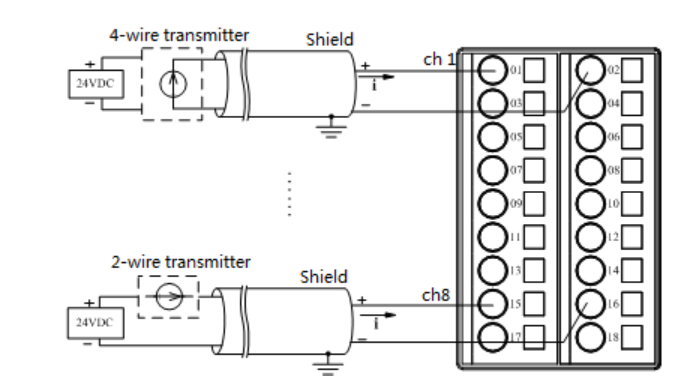 4-wire transmitter
Shield
+
24VDC
−
+
i
−
ch 1
01 02
03 04
05 06
07 08
09 10
11 12
13 14
15 16
17 18
2-wire transmitter
Shield
+
24VDC
−
+
i
−
ch8